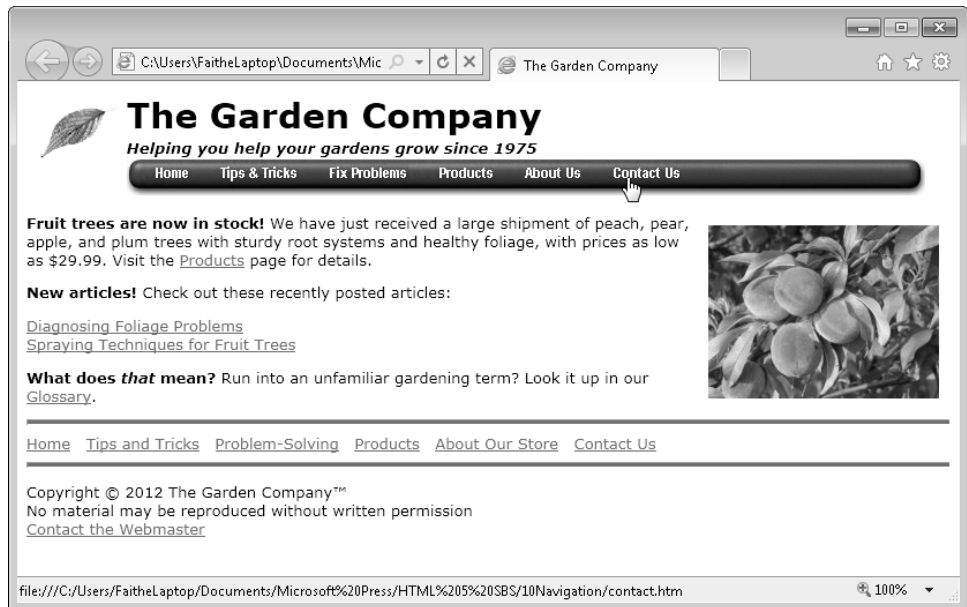 C:\Users\FaitheLaptop\Documents\Mic
The Garden Company
The Garden Company
Helping you help your gardens grow since 1975
Home Tips & Tricks Fix Problems Products About Us Contact Us
Fruit trees are now in stock! We have just received a large shipment of peach, pear,
apple, and plum trees with sturdy root systems and healthy foliage, with prices as low
as $29.99. Visit the Products page for details.
New articles! Check out these recently posted articles:
Diagnosing Foliage Problems
Spraying Techniques for Fruit Trees
What does that mean? Run into an unfamiliar gardening term? Look it up in our
Glossary.
Home Tips and Tricks Problem-Solving Products About Our Store Contact Us
Copyright © 2012 The Garden Company™
No material may be reproduced without written permission
Contact the Webmaster
file:///C:/Users/FaitheLaptop/Documents/Microsoft%20Press/HTML%205%20SBS/10Navigation/contact.htm
100%